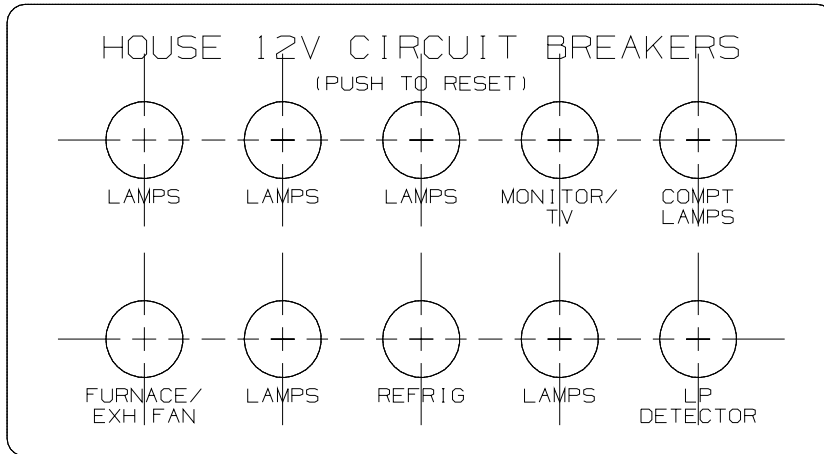 HOUSE 12V CIRCUIT BREAKERS
(PUSH TO RESET)
LAMPS LAMPS LAMPS MONITOR/ COMPT
TV LAMPS
FURNACE/ LAMPS REFRIG LAMPS LP
EXH FAN DETECTOR